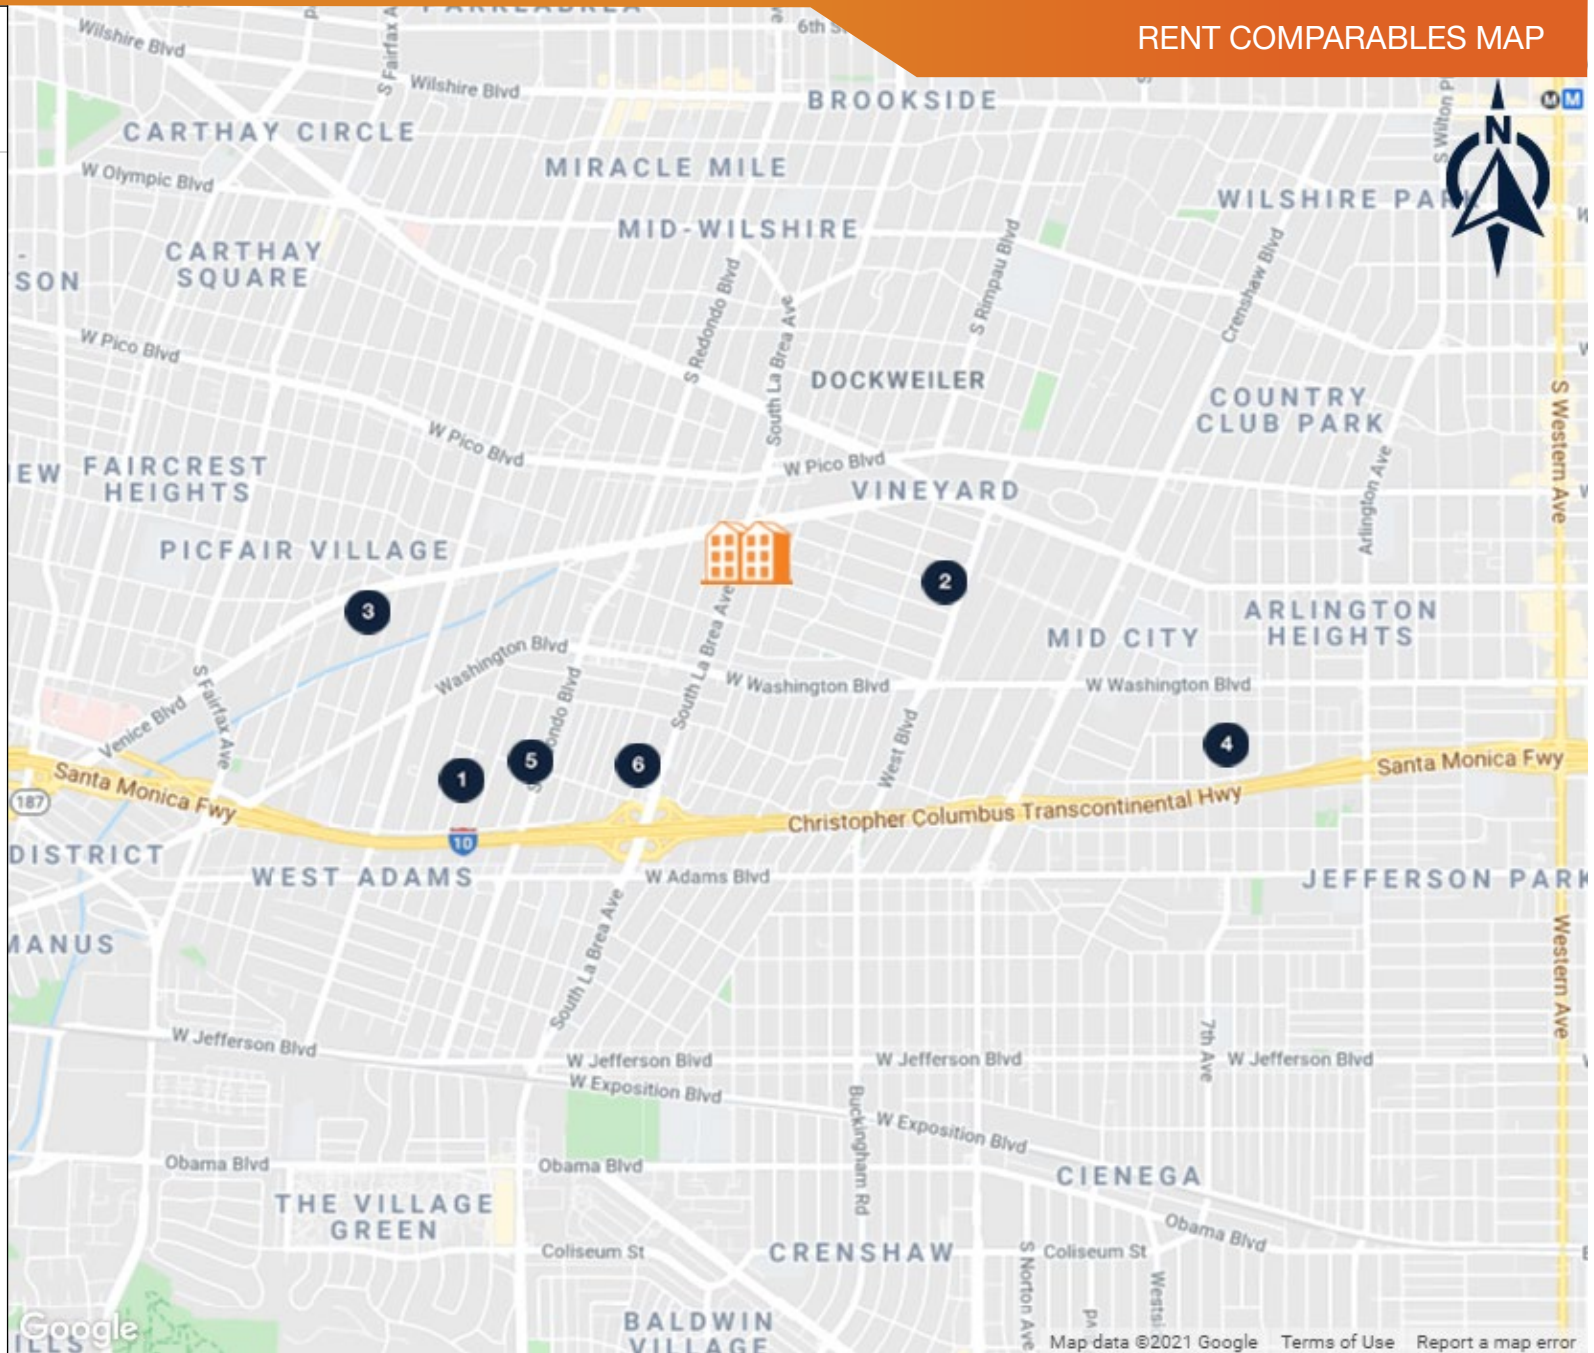 RENT COMPARABLES MAP
Wilshire Blvd
S Fairfax A
PARK LA BREA
6th St
Wilshire Blvd
BROOKSIDE
M M
CARTHAY CIRCLE
S Wilton P
N
MIRACLE MILE
W Olympic Blvd
WILSHIRE PARK
MID-WILSHIRE
CARTHAY
SQUARE
SON
S Redondo Blvd
South La Brea Ave
S Rimpau Blvd
Crenshaw Blvd
W Pico Blvd
DOCKWEILER
COUNTRY
CLUB PARK
S Western Ave
W Pico Blvd
W Pico Blvd
Arlington Ave
IEW
FAIRCREST
HEIGHTS
VINEYARD
PICFAIR VILLAGE
2
3
South La Brea Ave
ARLINGTON
HEIGHTS
MID CITY
Washington Blvd
W Washington Blvd
W Washington Blvd
S Fairfax Ave
Venice Blvd
ondo Blvd
West Blvd
4
5
6
1
Santa Monica Fwy
Santa Monica Fwy
187
Christopher Columbus Transcontinental Hwy
10
DISTRICT
WEST ADAMS
W Adams Blvd
JEFFERSON PARK
MANUS
South La Brea Ave
Western Ave
W Jefferson Blvd
W Jefferson Blvd
W Jefferson Blvd
7th Ave
W Jefferson Blvd
W Exposition Blvd
Buckingham Rd
W Exposition Blvd
Obama Blvd
Obama Blvd
CIENEGA
THE VILLAGE
GREEN
Obama Blvd
Coliseum St
CRENSHAW
S Norton Ave
Coliseum St
Westsi
BALDWIN
VILLAGE
Google
ILLS
Map data ©2021 Google Terms of Use Report a map error